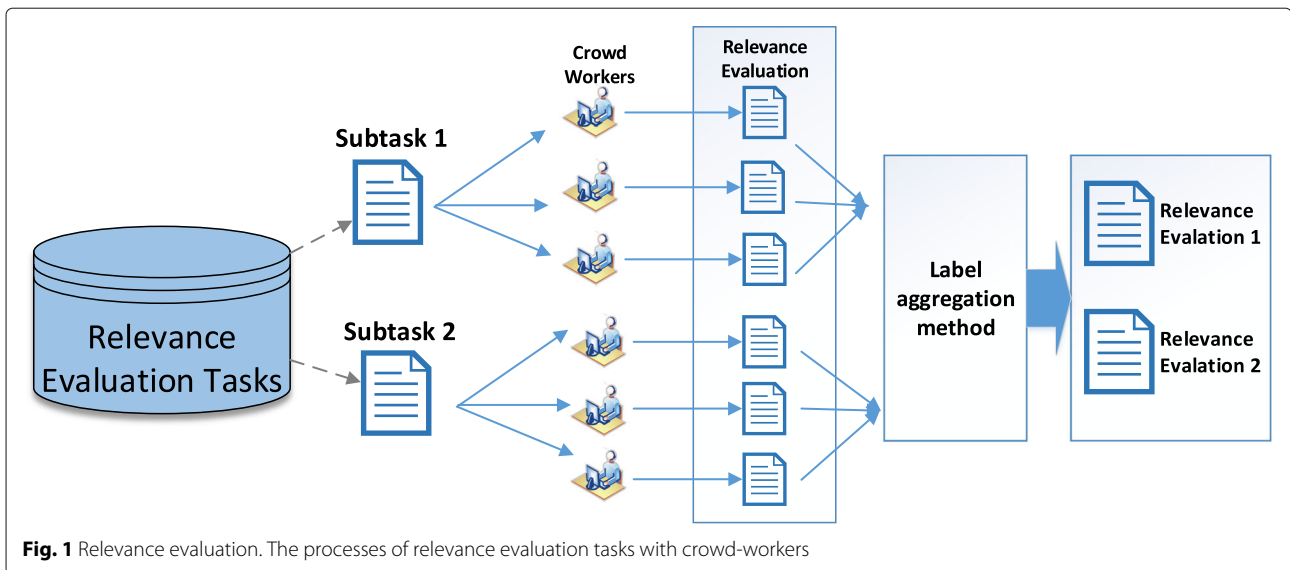 Relevance
Evaluation Tasks
Subtask 1
Subtask 2
Crowd
Workers
Relevance
Evaluation
Label
aggregation
method
Relevance
Evalation 1
Relevance
Evalation 2
Fig. 1 Relevance evaluation. The processes of relevance evaluation tasks with crowd-workers